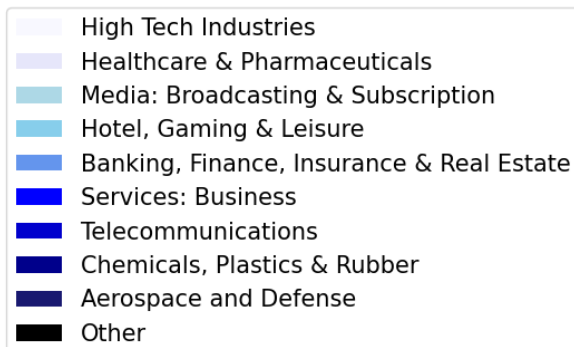 High Tech Industries
Healthcare & Pharmaceuticals
Media: Broadcasting & Subscription
Hotel, Gaming & Leisure
Banking, Finance, Insurance & Real Estate
Services: Business
Telecommunications
Chemicals, Plastics & Rubber
Aerospace and Defense
Other